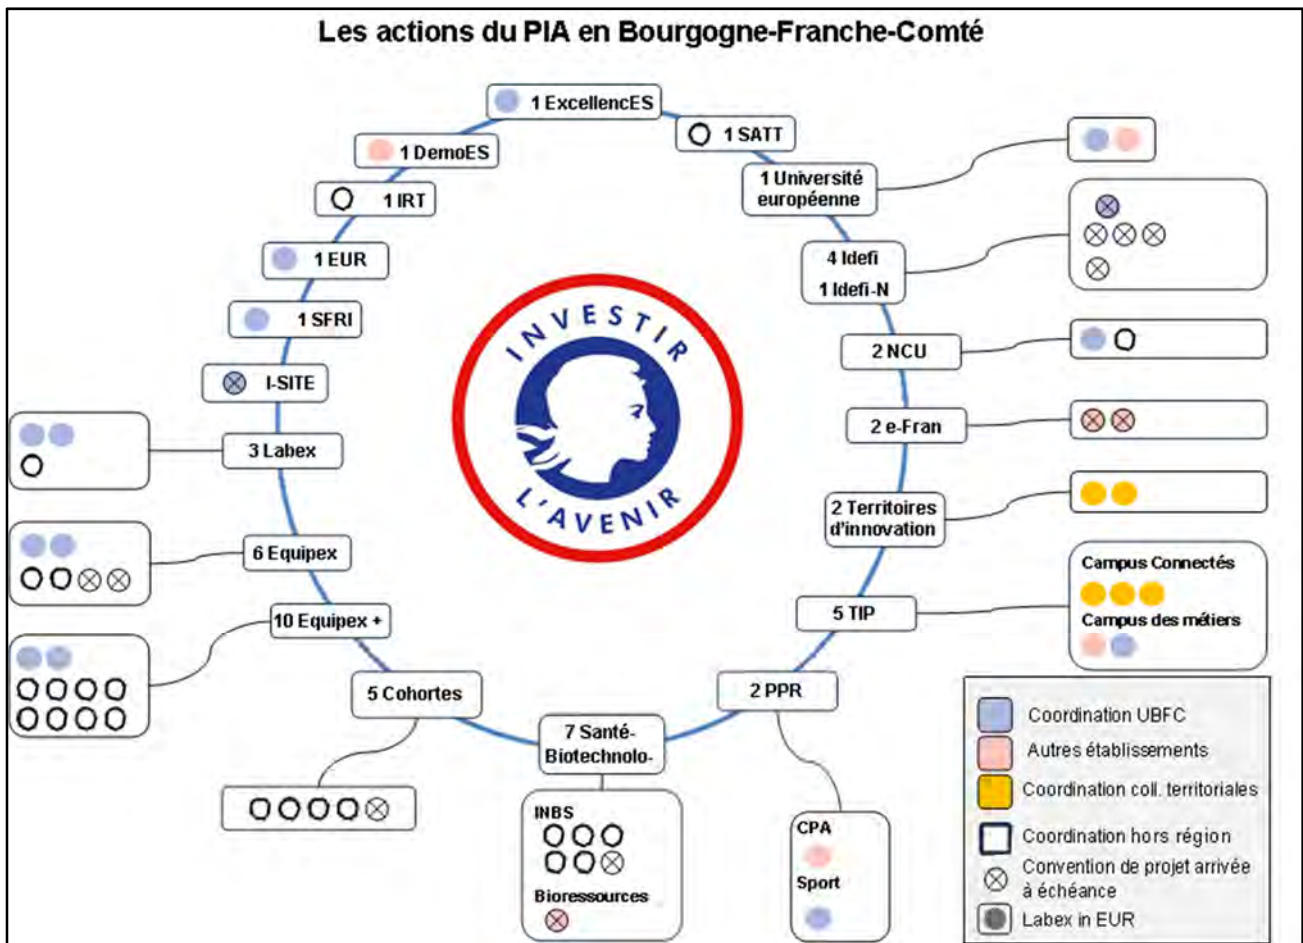 Les actions du PIA en Bourgogne-Franche-Comté
1 ExcellencES
1 SATT
1 DemoES
1 Université
européenne
1 IRT
4 Idefi
1 Idefi-N
1 EUR
1 SFRI
2 NCU
I-SITE
2 e-Fran
3 Labex
2 Territoires
d'innovation
6 Equipex
Campus Connectés
Campus des métiers
5 TIP
10 Equipex +
5 Cohortes
2 PPR
7 Santé-
Biotechnolo-
INBS
Bioressources
CPA
Sport
INVESTIR
L'AVENIR
Coordination UBFC
Autres établissements
Coordination coll. territoriales
Coordination hors région
Convention de projet arrivée
à échéance
Labex in EUR